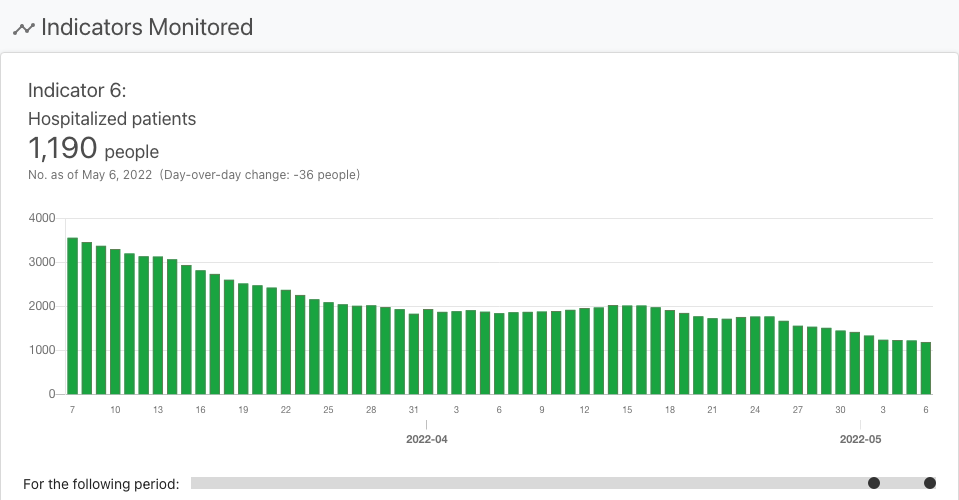 Indicators Monitored
Indicator 6:
Hospitalized patients
1,190 people
No. as of May 6, 2022 (Day-over-day change: -36 people)
4000
3000
2000
1000
0
7 10 13 16 19 22 25 28 31 3 6 9 12 15 18 21 24 27 30 3 6
2022-04 2022-05
For the following period: